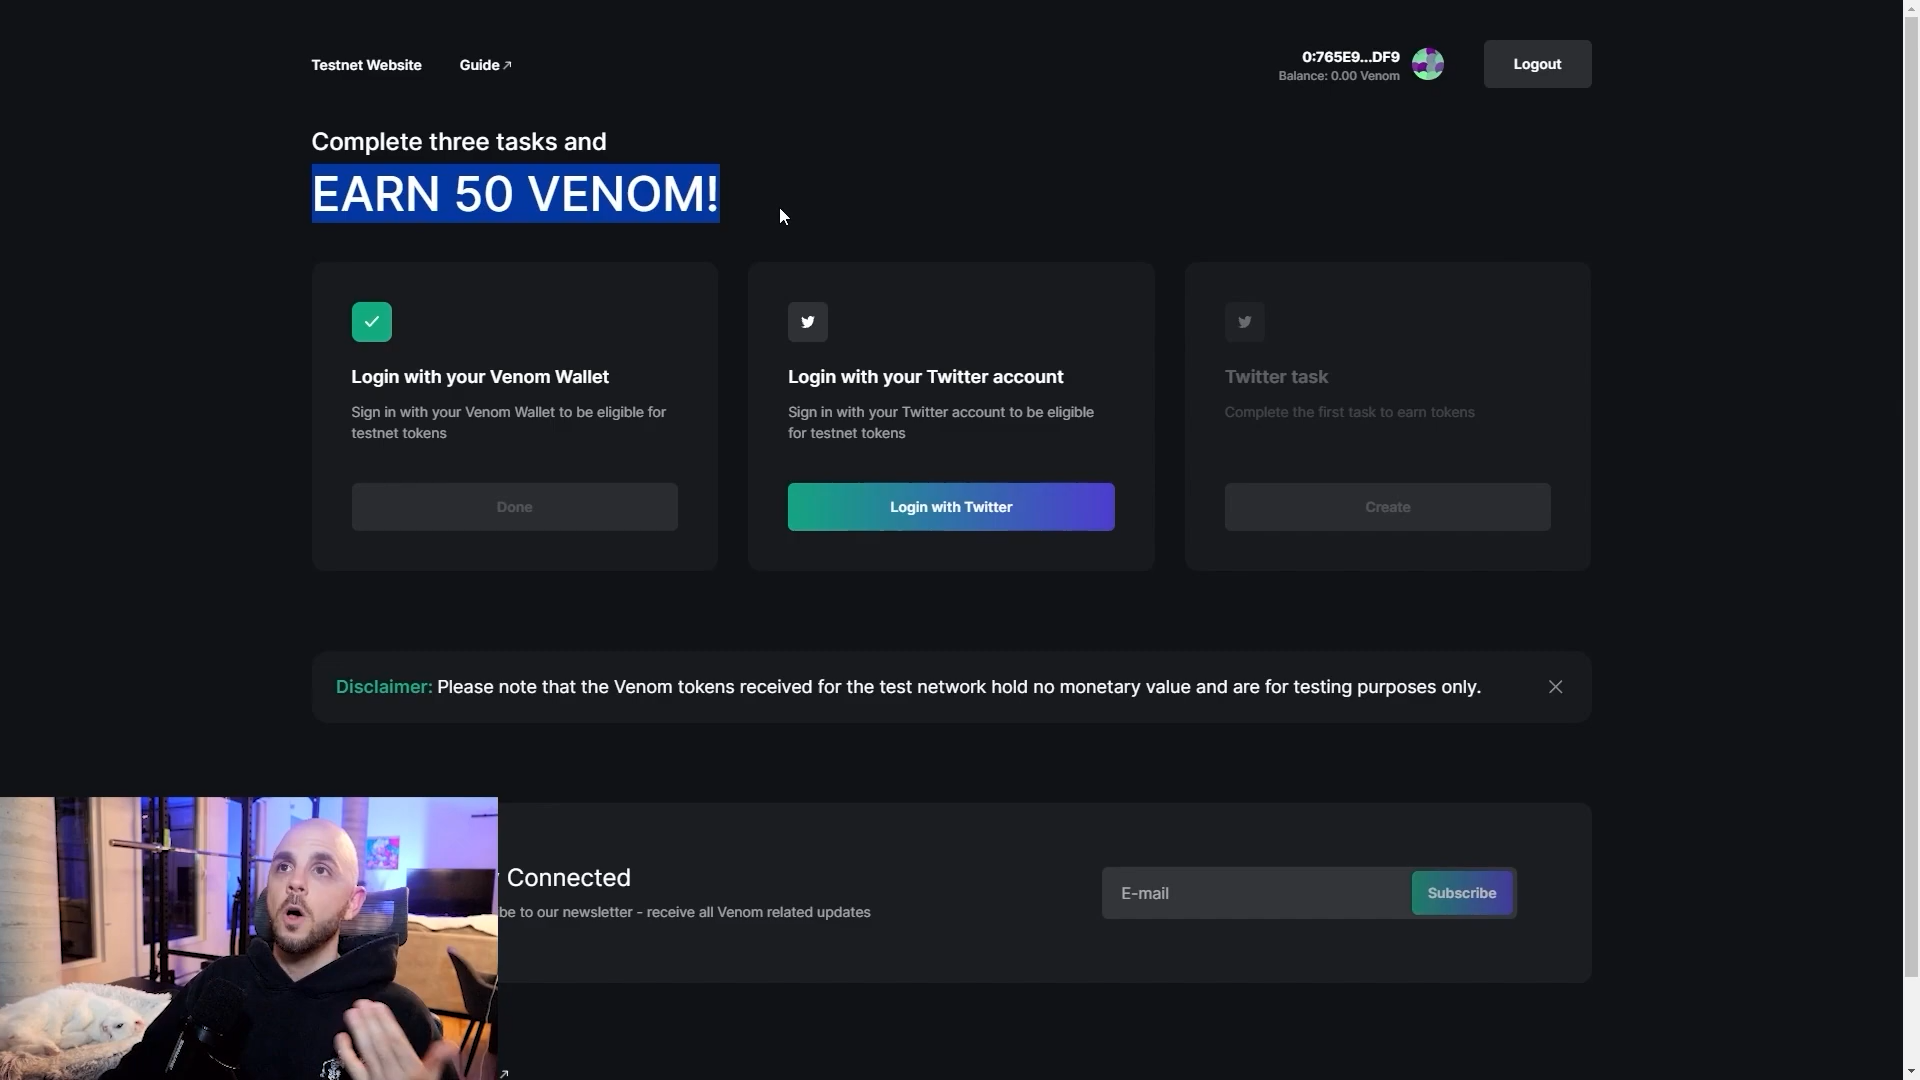 Testnet Website
Guide
0:765E9...DF9
Balance: 0.00 Venom
Logout
Complete three tasks and
EARN 50 VENOM!
Login with your Venom Wallet
Sign in with your Venom Wallet to be eligible for
testnet tokens
Done
Login with your Twitter account
Sign in with your Twitter account to be eligible
for testnet tokens
Login with Twitter
Twitter task
Complete the first task to earn tokens
Create
Disclaimer: Please note that the Venom tokens received for the test network hold no monetary value and are for testing purposes only.
Connected
be to our newsletter - receive all Venom related updates
E-mail
Subscribe